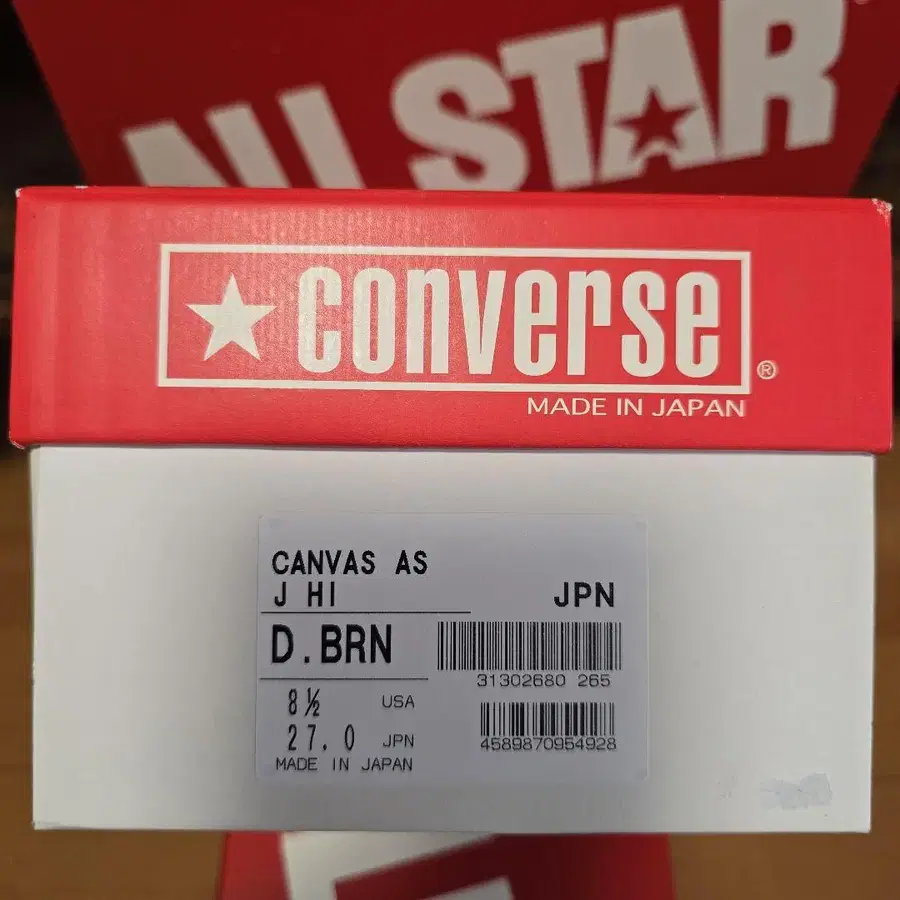 ALL STAR
CONVERSE®
MADE IN JAPAN
CANVAS AS
J HI
JPN
D.BRN
31302680 265
8½ USA
27.0 JPN
4589870954928
MADE IN JAPAN